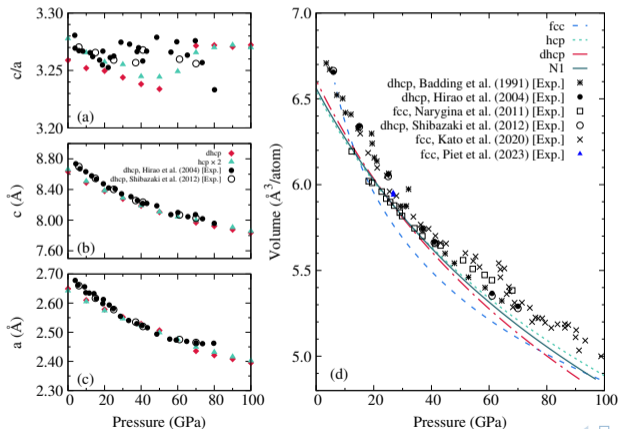 3.30
3.25
3.20
c/a
(a)
8.80
8.40
8.00
7.60
c (Å)
dhcp
hcp × 2
dhcp, Hirao et al. (2004) [Exp.]
dhcp, Shibazaki et al. (2012) [Exp.]
(b)
2.70
2.60
2.50
2.40
2.30
a (Å)
(c)
0 20 40 60 80 100
Pressure (GPa)
7.0
6.5
6.0
5.5
5.0
Volume (Å³/atom)
fcc
hcp
dhcp
N1
dhcp, Badding et al. (1991) [Exp.]
dhcp, Hirao et al. (2004) [Exp.]
fcc, Narygina et al. (2011) [Exp.]
dhcp, Shibazaki et al. (2012) [Exp.]
fcc, Kato et al. (2020) [Exp.]
fcc, Piet et al. (2023) [Exp.]
(d)
0 20 40 60 80 100
Pressure (GPa)